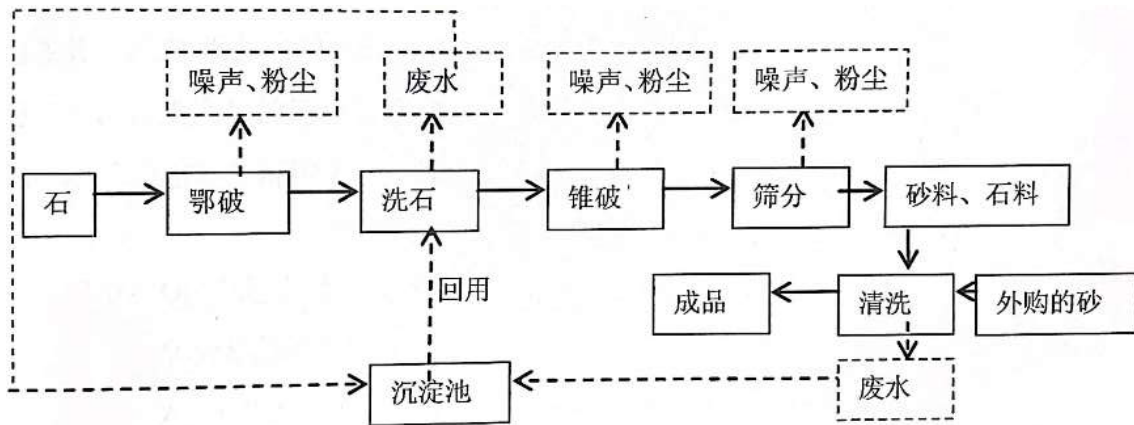 噪声、粉尘
废水
噪声、粉尘
噪声、粉尘
石
鄂破
洗石
锥破
筛分
砂料、石料
回用
成品
清洗
外购的砂
沉淀池
废水